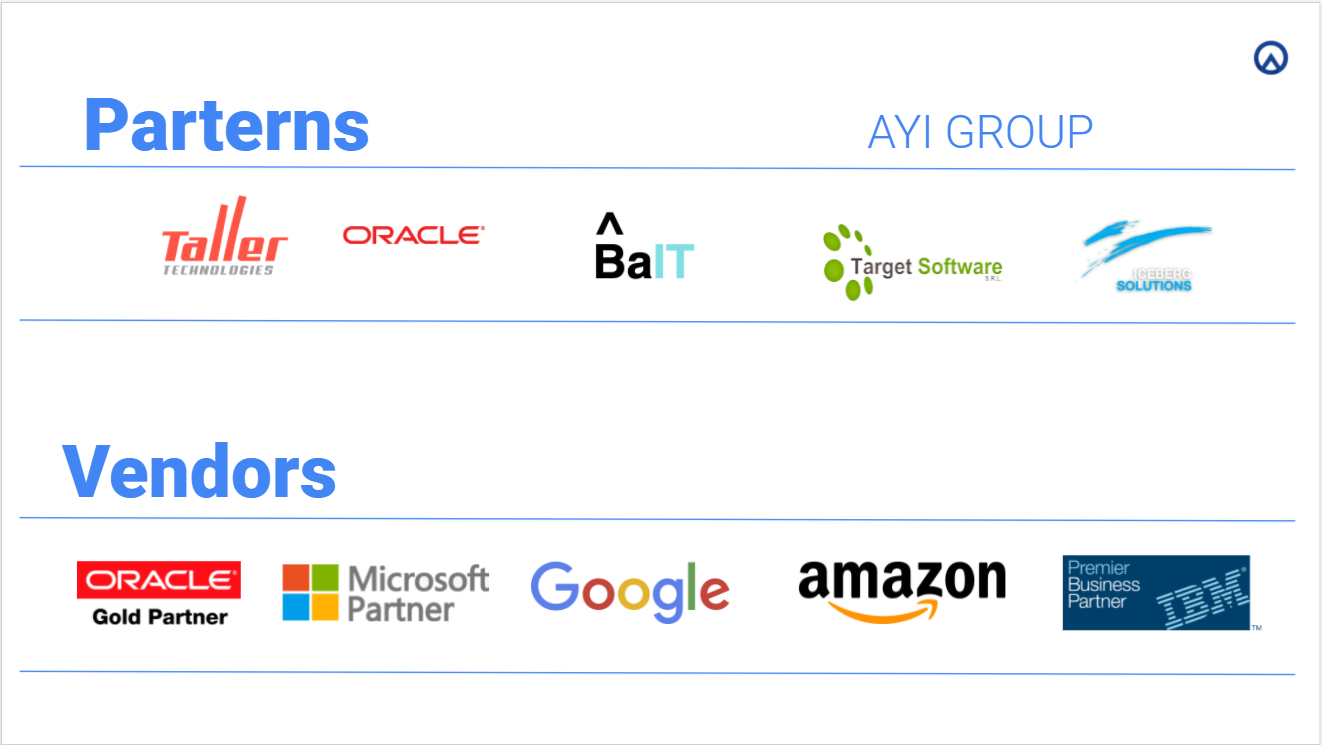 Parterns
AYI GROUP
Taller
TECHNOLOGIES
ORACLE®
^
BaIT
Target Software
S.R.L.
ICEBERG
SOLUTIONS
Vendors
ORACLE®
Gold Partner
Microsoft
Partner
Google
amazon
Premier
Business
Partner
IBM®
TM